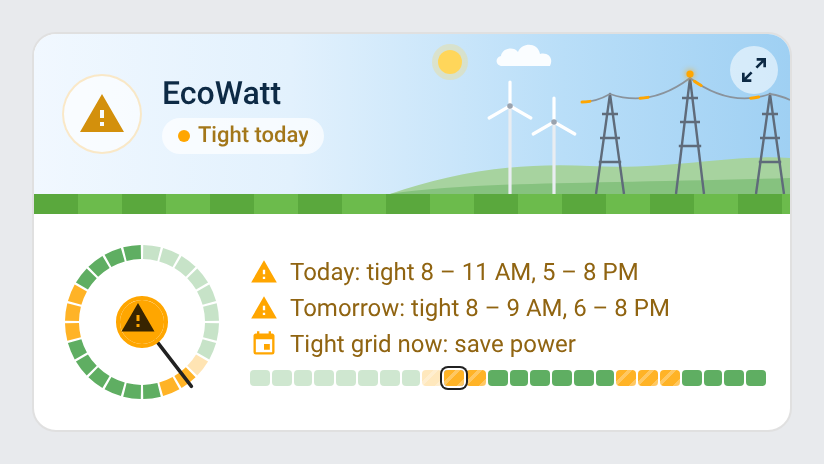 EcoWatt
Tight today
Today: tight 8 – 11 AM, 5 – 8 PM
Tomorrow: tight 8 – 9 AM, 6 – 8 PM
Tight grid now: save power